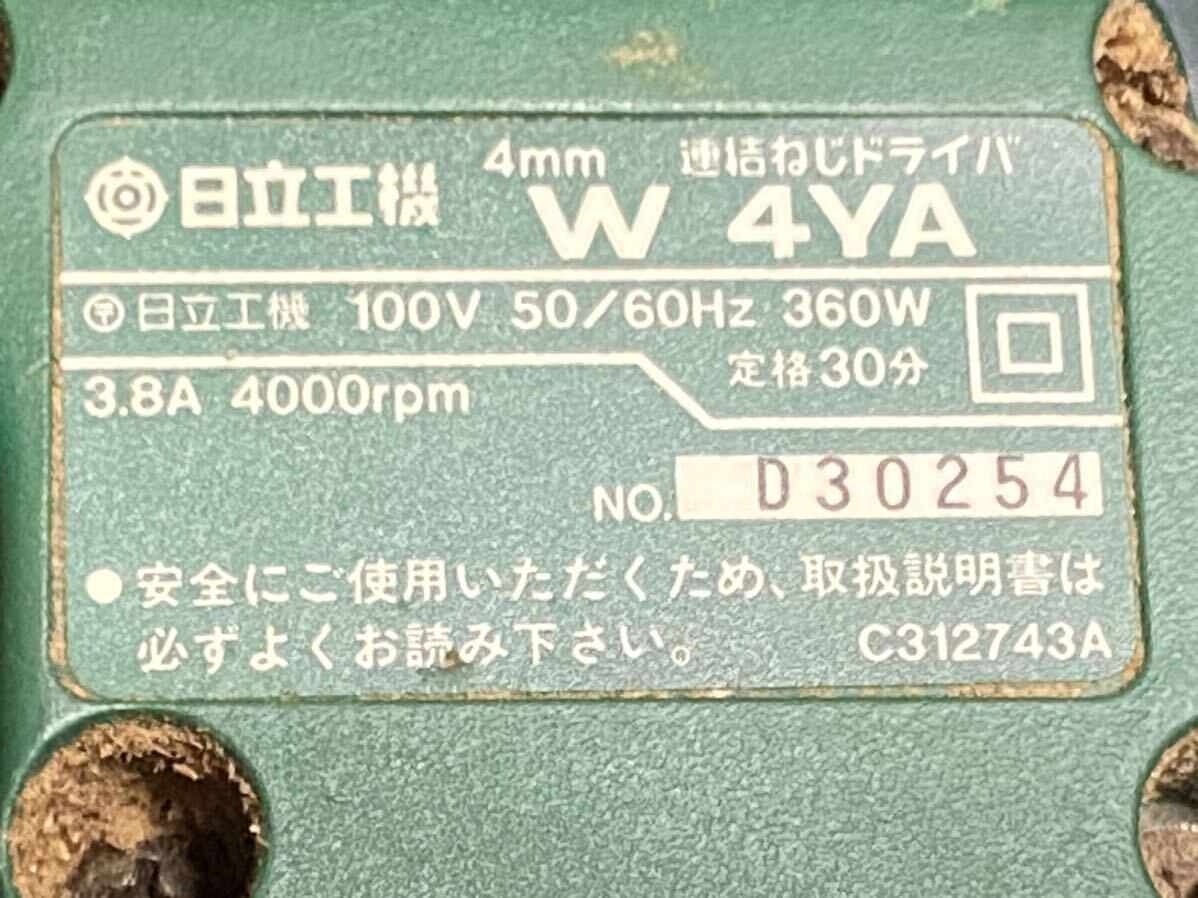 日立工機 4mm 連結ねじドライバ
W 4YA
〒 日立工機 100V 50/60Hz 360W
定格30分
3.8A 4000rpm
NO. D30254
● 安全にご使用いただくため、取扱説明書は
必ずよくお読み下さい。 C312743A